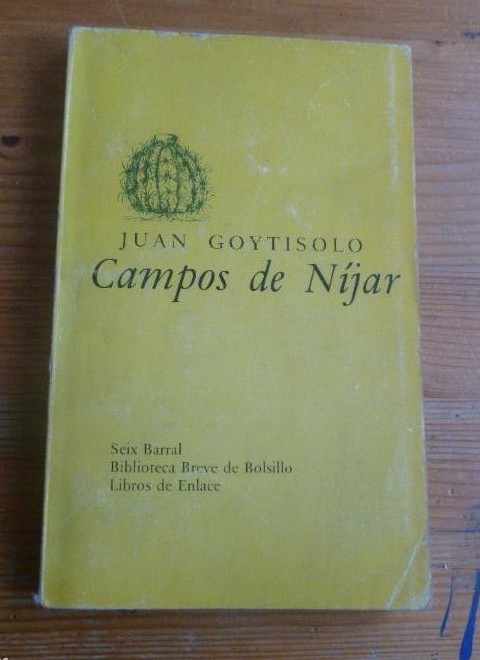 JUAN GOYTISOLO
Campos de Níjar
Seix Barral
Biblioteca Breve de Bolsillo
Libros de Enlace